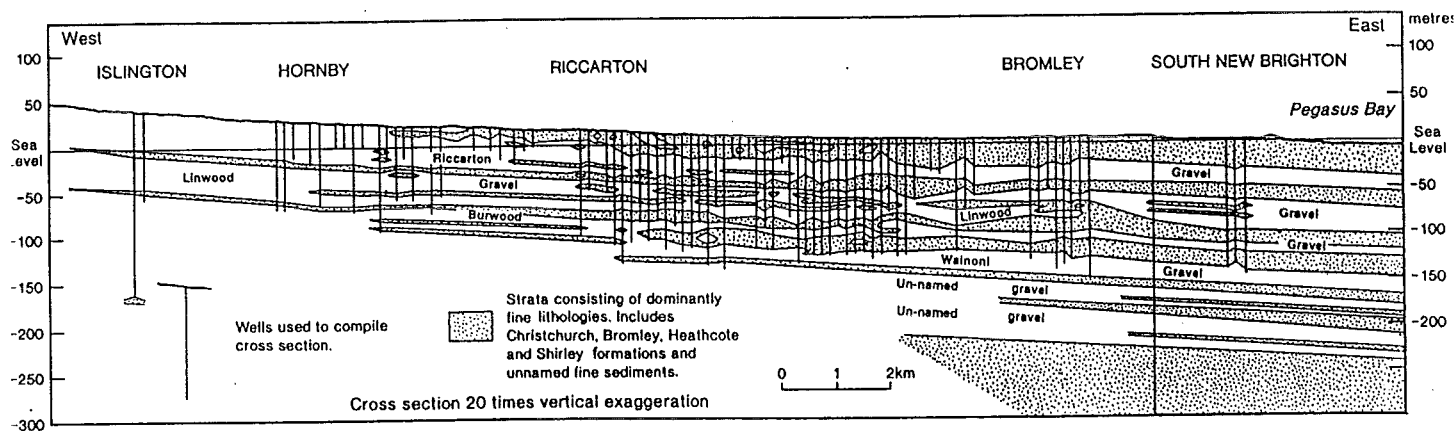 West
East
metres
ISLINGTON
HORNBY
RICCARTON
BROMLEY
SOUTH NEW BRIGHTON
Pegasus Bay
100
50
Sea
Level
-50
-100
-150
-200
-250
-300
100
50
Sea
Level
-50
-100
-150
-200
Riccarton
Linwood
Gravel
Burwood
Linwood
Wainoni
Gravel
Gravel
Gravel
Gravel
Un-named gravel
Un-named gravel
Wells used to compile
cross section.
Strata consisting of dominantly
fine lithologies. Includes
Christchurch, Bromley, Heathcote
and Shirley formations and
unnamed fine sediments.
0 1 2km
Cross section 20 times vertical exaggeration